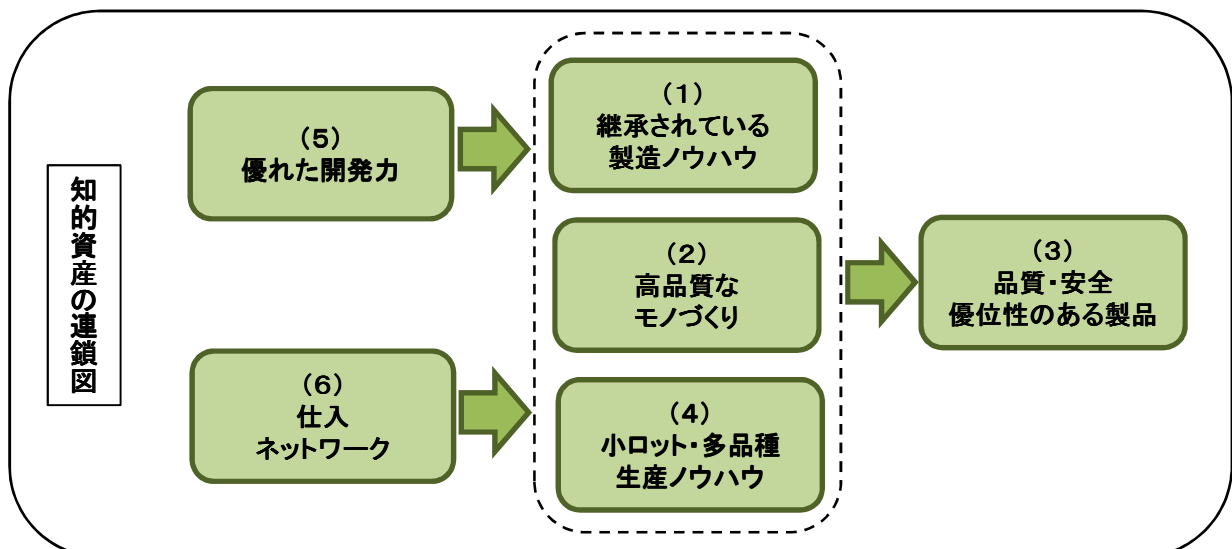 知的資産の連鎖図
(5)
優れた開発力
(6)
仕入
ネットワーク
(1)
継承されている
製造ノウハウ
(2)
高品質な
モノづくり
(4)
小ロット・多品種
生産ノウハウ
(3)
品質・安全
優位性のある製品